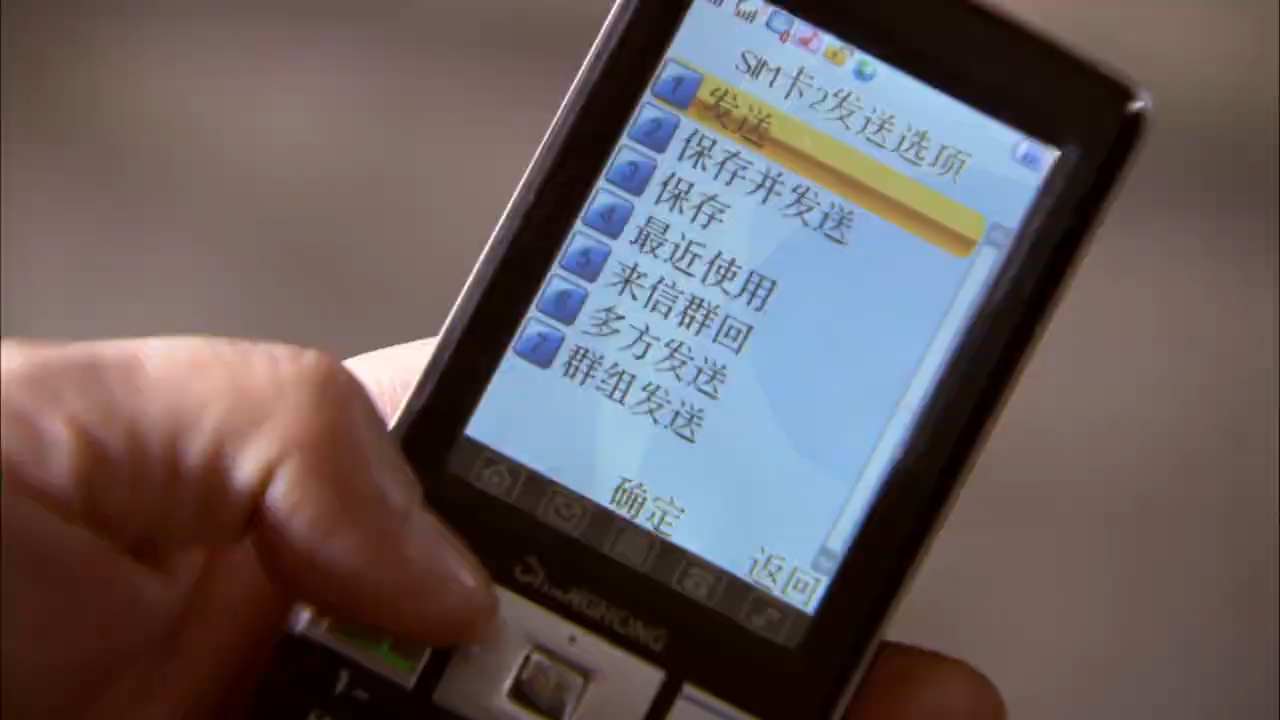 SIM卡2发送选项
1 发送
2 保存并发送
3 保存
4 最近使用
5 来信群回
6 多方发送
7 群组发送
确定
返回